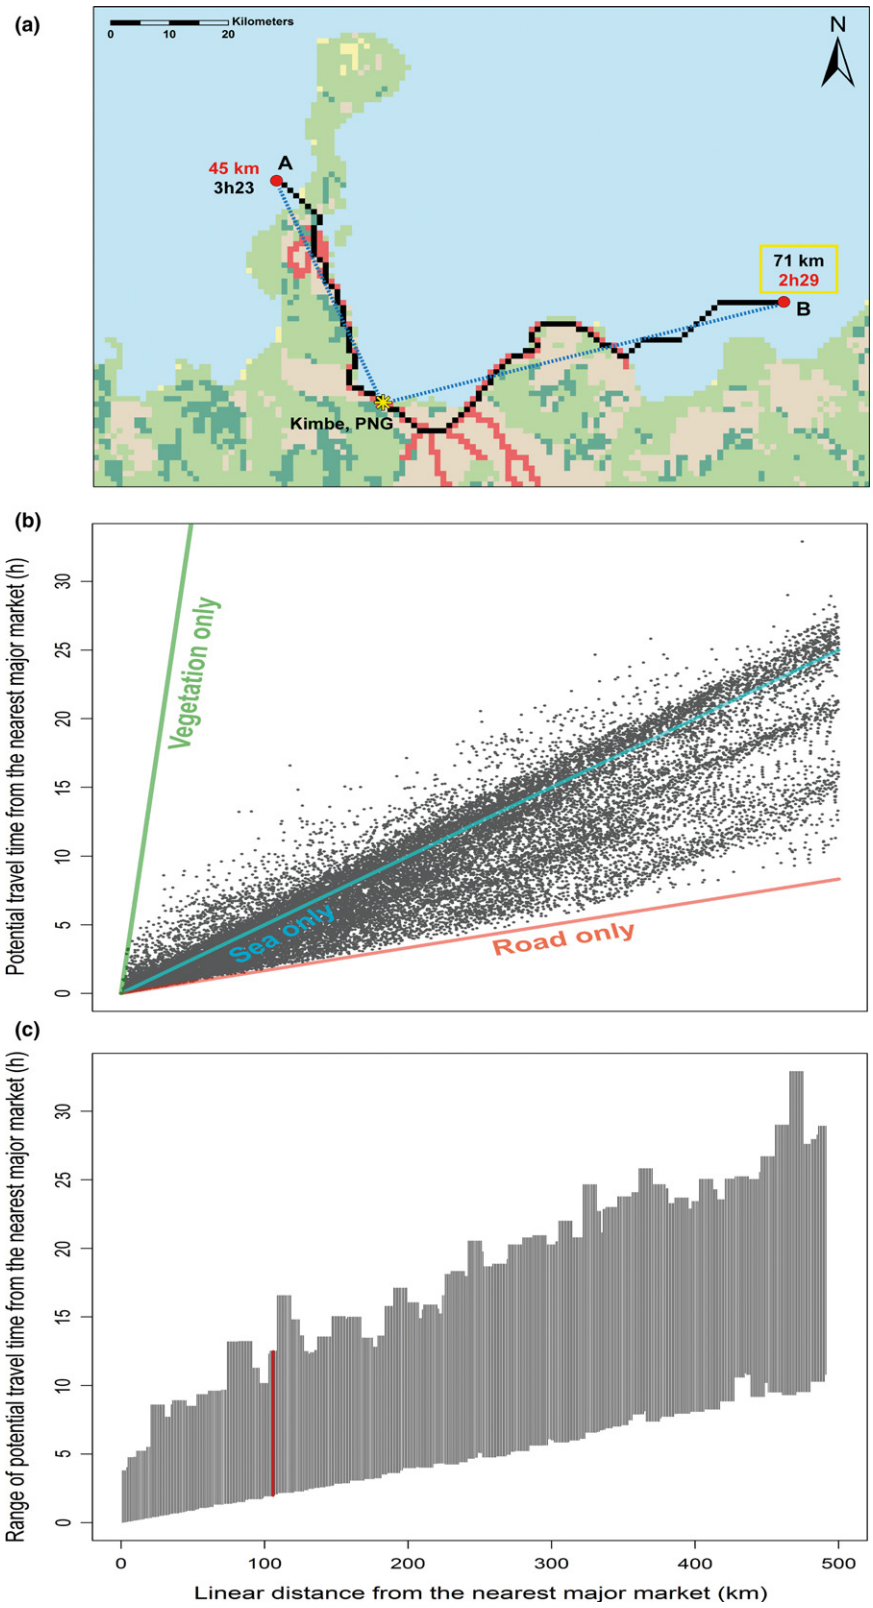 (a)
Kilometers
0 10 20
N
A
45 km
3h23
71 km
2h29
B
Kimbe, PNG
(b)
Potential travel time from the nearest major market (h)
30
25
20
15
10
5
0
Vegetation only
Sea only
Road only
(c)
Range of potential travel time from the nearest major market (h)
30
25
20
15
10
5
0
0 100 200 300 400 500
Linear distance from the nearest major market (km)